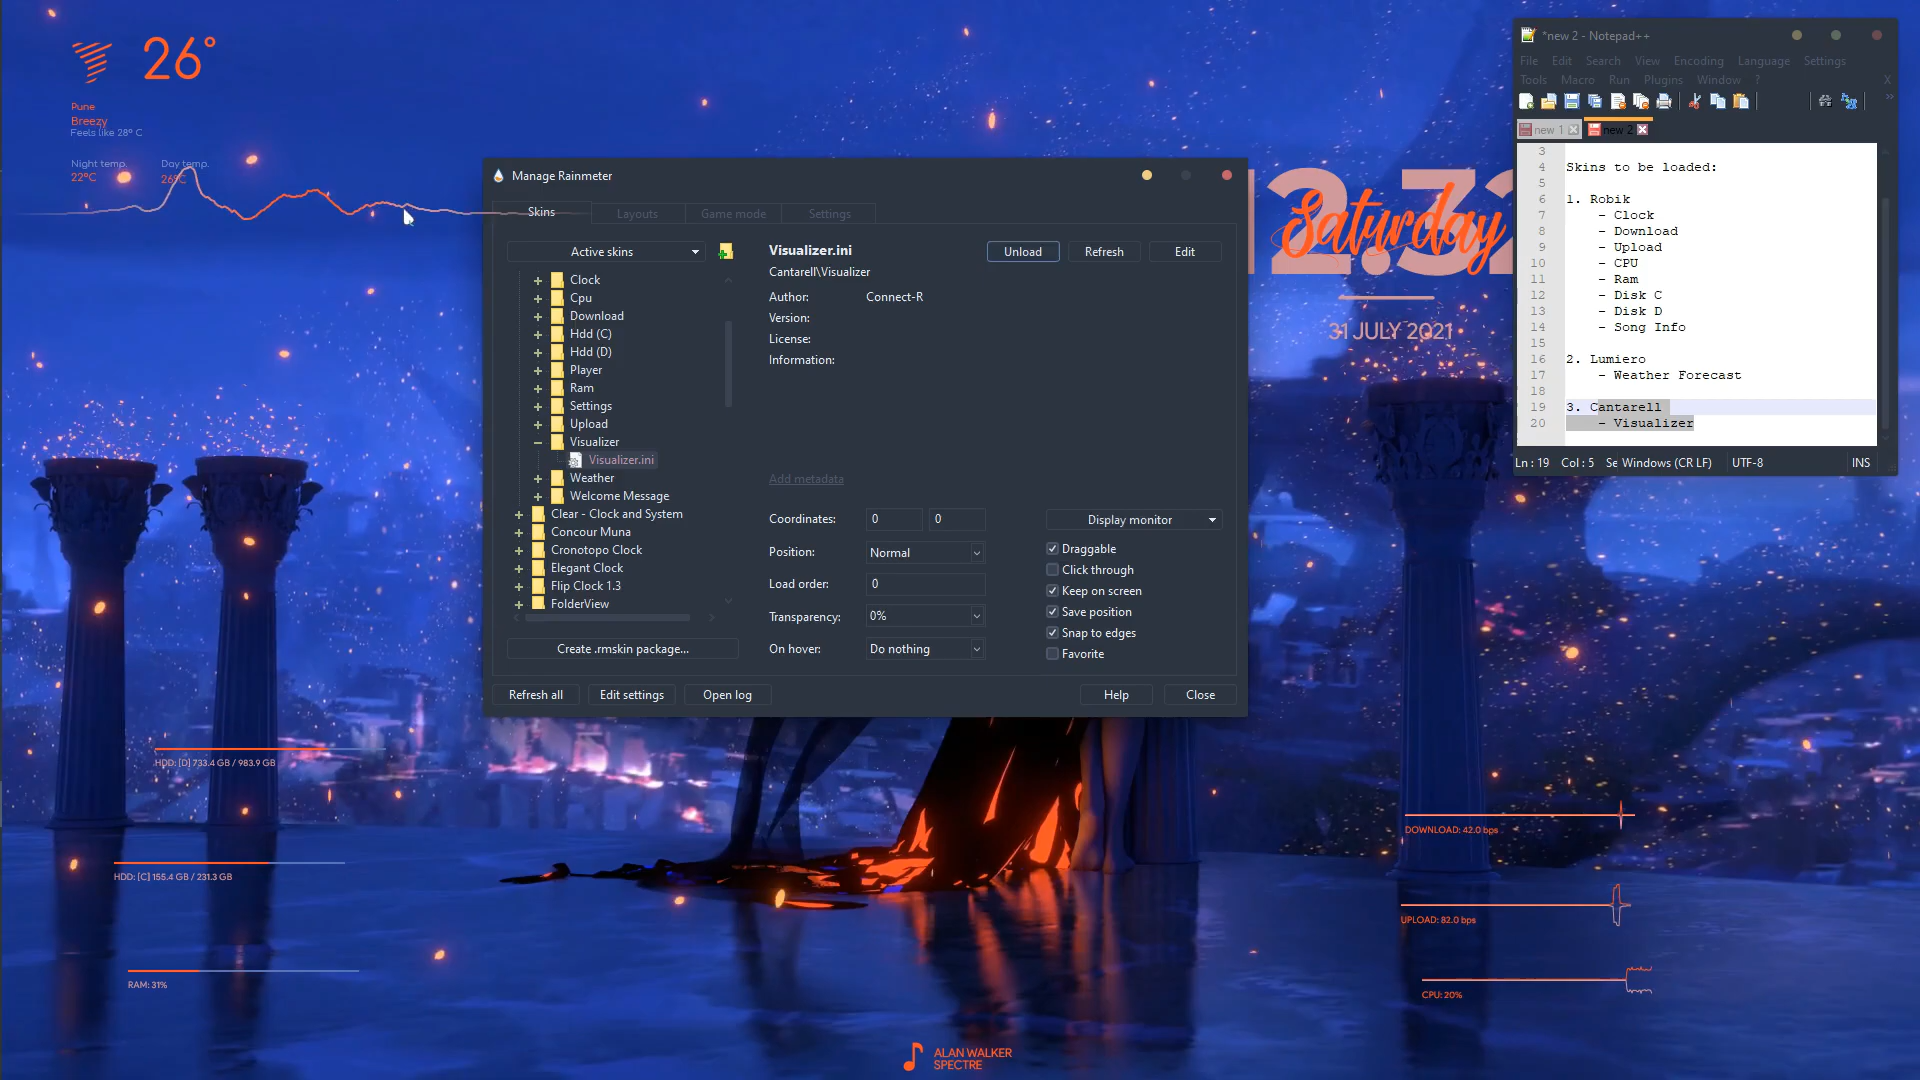 26°
Pune
Breezy
Feels like 28° C
Night temp.
22°C
Day temp.
26°C
Manage Rainmeter
Skins
Layouts
Game mode
Settings
Active skins
Clock
Cpu
Download
Hdd (C)
Hdd (D)
Player
Ram
Settings
Upload
Visualizer
Visualizer.ini
Weather
Welcome Message
Clear - Clock and System
Concour Muna
Cronotopo Clock
Elegant Clock
Flip Clock 1.3
FolderView
Create .rmskin package...
Visualizer.ini
Unload
Refresh
Edit
Cantarell\Visualizer
Author: Connect-R
Version:
License:
Information:
Add metadata
Coordinates: 0 0
Display monitor
Position: Normal
Load order: 0
Transparency: 0%
On hover: Do nothing
Draggable
Click through
Keep on screen
Save position
Snap to edges
Favorite
Refresh all
Edit settings
Open log
Help
Close
12.32
Saturday
31 JULY 2021
*new 2 - Notepad++
File Edit Search View Encoding Language Settings
Tools Macro Run Plugins Window ? X
new 1
new 2
3
4 Skins to be loaded:
5
6 1. Robik
7 - Clock
8 - Download
9 - Upload
10 - CPU
11 - Ram
12 - Disk C
13 - Disk D
14 - Song Info
15
16 2. Lumiero
17 - Weather Forecast
18
19 3. Cantarell
20 - Visualizer
Ln : 19 Col : 5 Se Windows (CR LF) UTF-8 INS
HDD: [D] 733.4 GB / 983.9 GB
HDD: [C] 155.4 GB / 231.3 GB
RAM: 31%
DOWNLOAD: 42.0 bps
UPLOAD: 82.0 bps
CPU: 20%
ALAN WALKER
SPECTRE